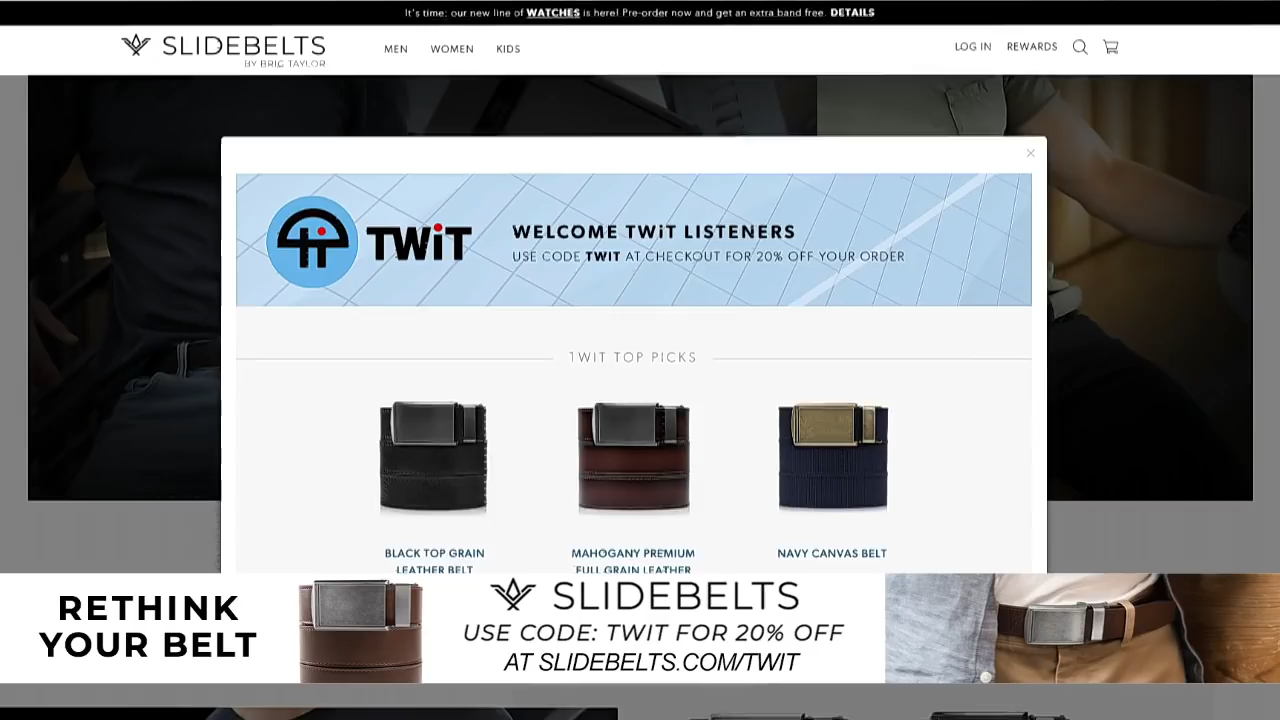 It's time: our new line of WATCHES is here! Pre-order now and get an extra band free. DETAILS
SLIDEBELTS
BY BRIG TAYLOR
MEN WOMEN KIDS
LOG IN REWARDS
TWiT
WELCOME TWiT LISTENERS
USE CODE TWIT AT CHECKOUT FOR 20% OFF YOUR ORDER
TWIT TOP PICKS
BLACK TOP GRAIN
LEATHER BELT
MAHOGANY PREMIUM
FULL GRAIN LEATHER
NAVY CANVAS BELT
RETHINK
YOUR BELT
SLIDEBELTS
USE CODE: TWIT FOR 20% OFF
AT SLIDEBELTS.COM/TWIT